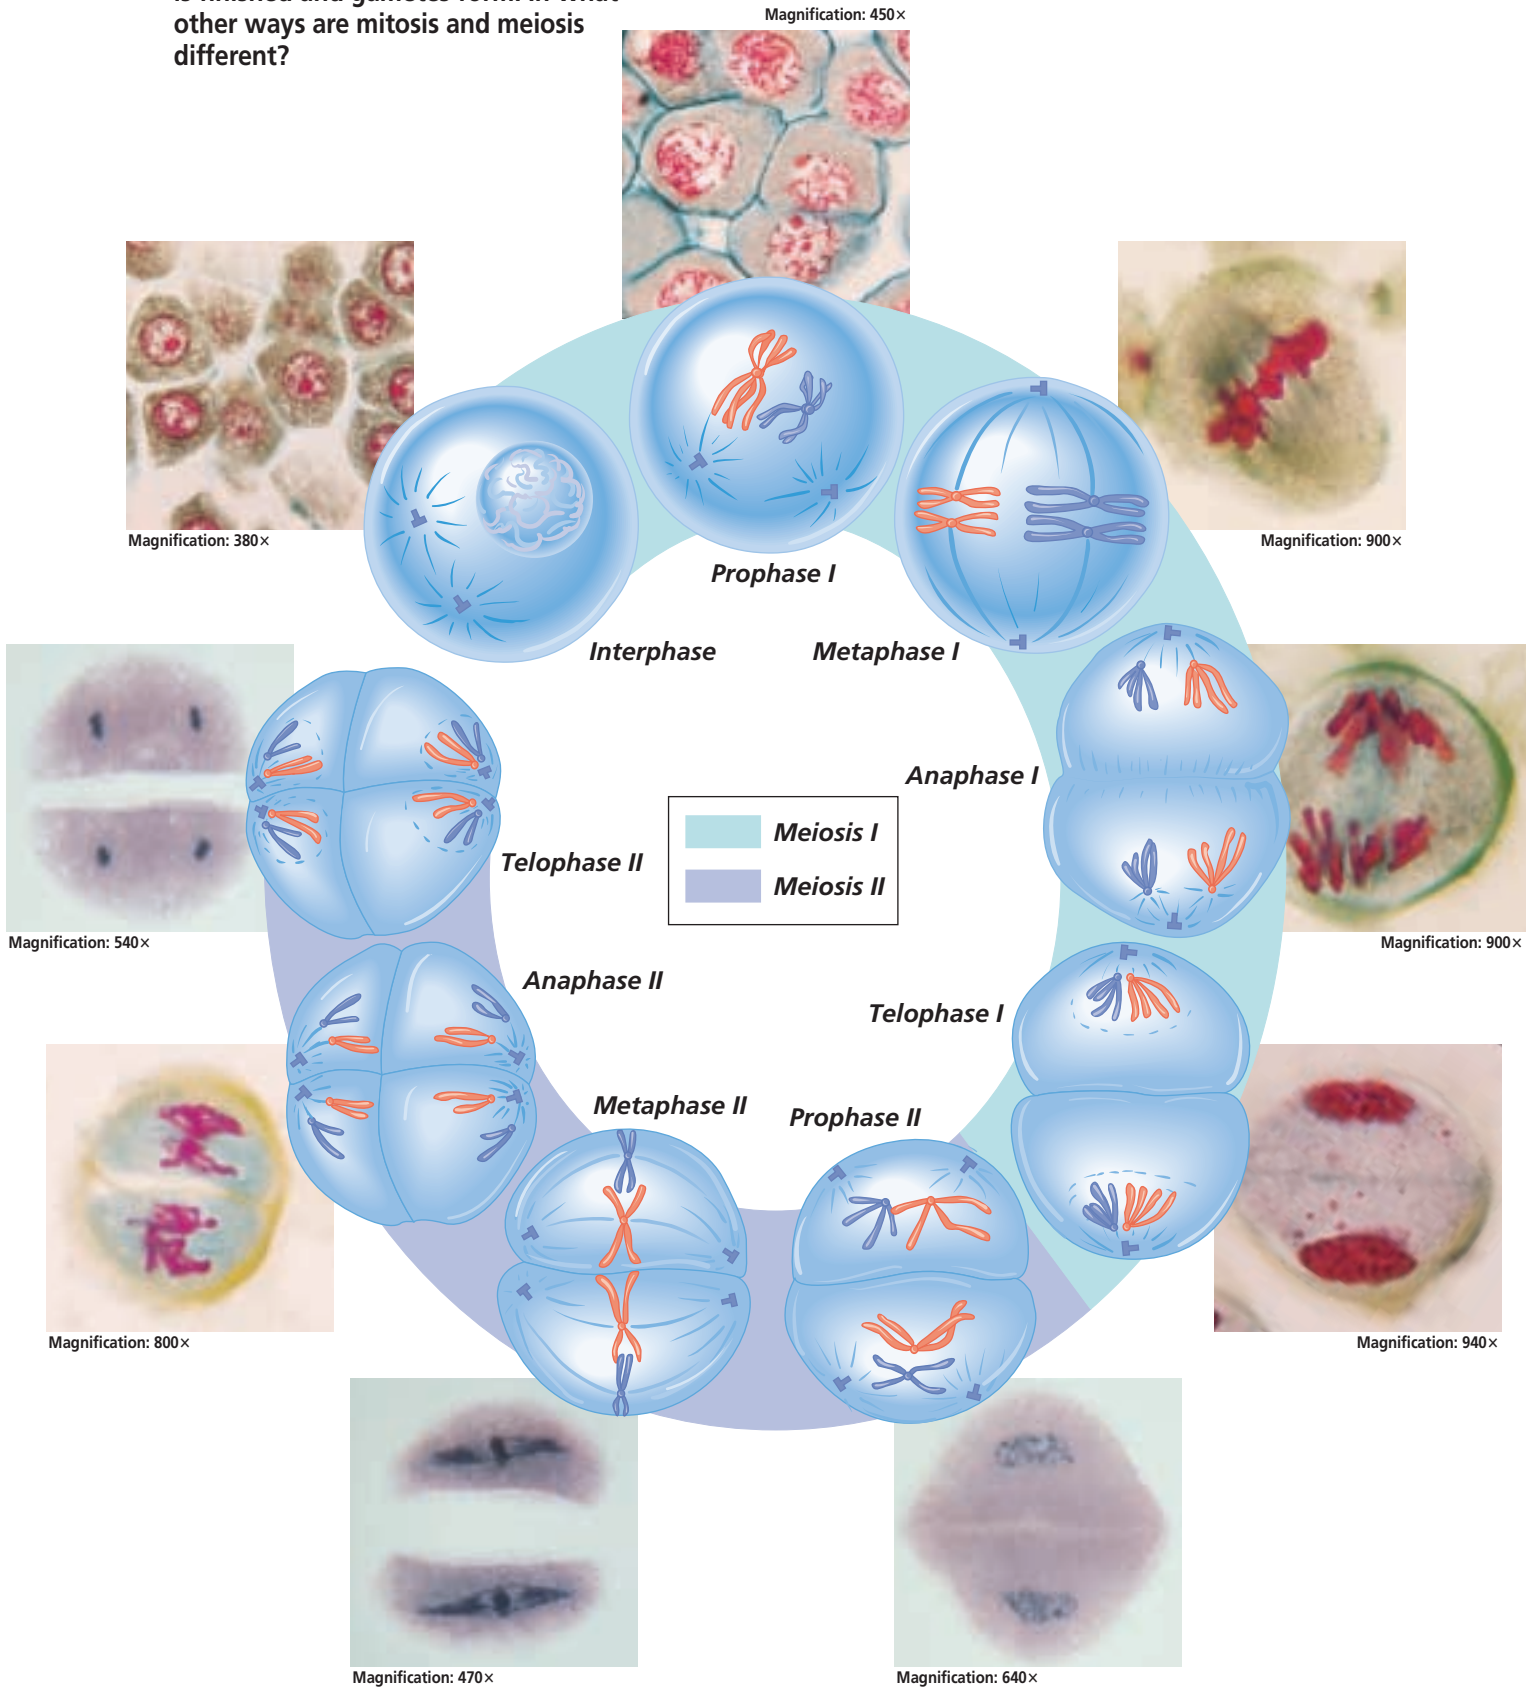 other ways are mitosis and meiosis
different?
Magnification: 450×
Magnification: 380×
Magnification: 900×
Prophase I
Interphase
Metaphase I
Anaphase I
Meiosis I
Meiosis II
Telophase II
Magnification: 540×
Magnification: 900×
Anaphase II
Telophase I
Metaphase II
Prophase II
Magnification: 800×
Magnification: 940×
Magnification: 470×
Magnification: 640×